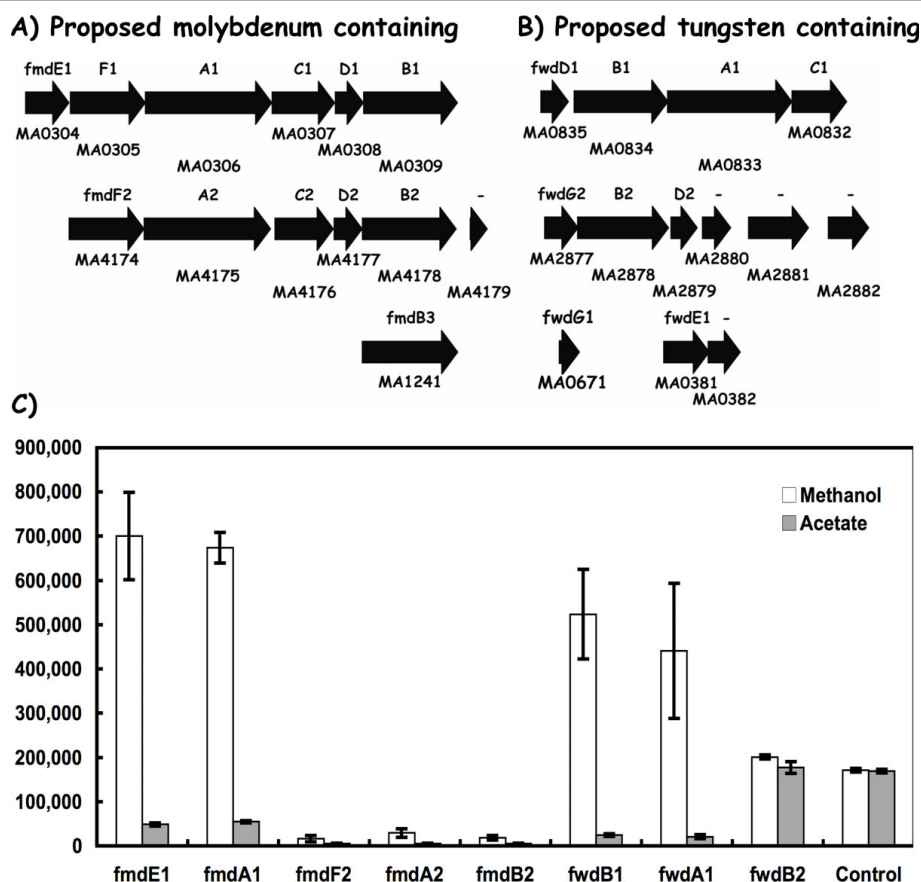 A) Proposed molybdenum containing
fmdE1 F1 A1 C1 D1 B1
MA0304 MA0305 MA0306 MA0307 MA0308 MA0309
fmdF2 A2 C2 D2 B2 -
MA4174 MA4175 MA4176 MA4177 MA4178 MA4179
fmdB3
MA1241
B) Proposed tungsten containing
fwdD1 B1 A1 C1
MA0835 MA0834 MA0833 MA0832
fwdG2 B2 D2 - - -
MA2877 MA2878 MA2879 MA2880 MA2881 MA2882
fwdG1 fwdE1 -
MA0671 MA0381 MA0382
C)
900,000
800,000
700,000
600,000
500,000
400,000
300,000
200,000
100,000
0
Methanol
Acetate
fmdE1 fmdA1 fmdF2 fmdA2 fmdB2 fwdB1 fwdA1 fwdB2 Control